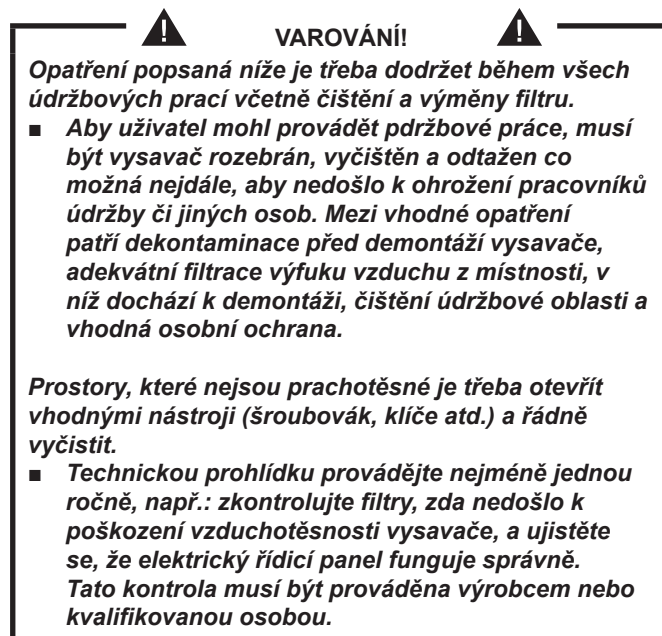 VAROVÁNÍ!
Opatření popsaná níže je třeba dodržet během všech
údržbových prací včetně čištění a výměny filtru.
■ Aby uživatel mohl provádět pdržbové práce, musí
být vysavač rozebrán, vyčištěn a odtažen co
možná nejdále, aby nedošlo k ohrožení pracovníků
údržby či jiných osob. Mezi vhodné opatření
patří dekontaminace před demontáží vysavače,
adekvátní filtrace výfuku vzduchu z místnosti, v
níž dochází k demontáži, čištění údržbové oblasti a
vhodná osobní ochrana.
Prostory, které nejsou prachotěsné je třeba otevřít
vhodnými nástroji (šroubovák, klíče atd.) a řádně
vyčistit.
■ Technickou prohlídku provádějte nejméně jednou
ročně, např.: zkontrolujte filtry, zda nedošlo k
poškození vzduchotěsnosti vysavače, a ujistěte
se, že elektrický řídicí panel funguje správně.
Tato kontrola musí být prováděna výrobcem nebo
kvalifikovanou osobou.